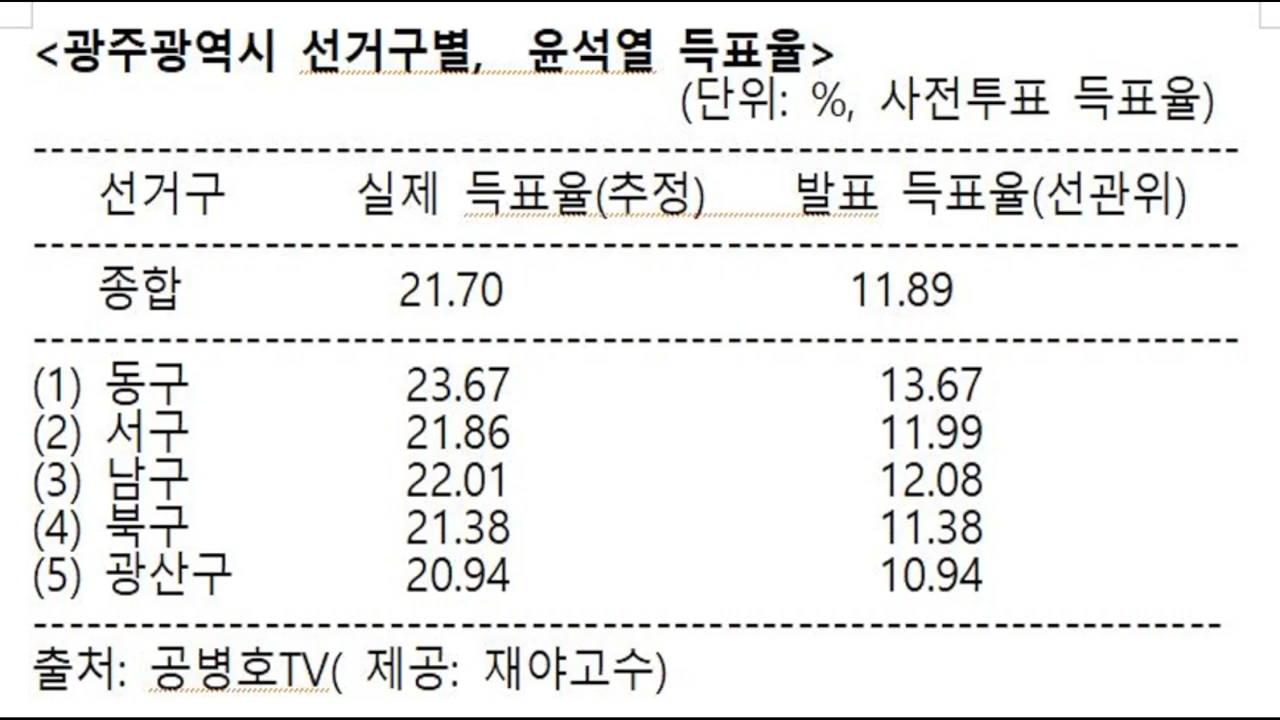 <광주광역시 선거구별, 윤석열 득표율>
(단위: %, 사전투표 득표율)
선거구 실제 득표율(추정) 발표 득표율(선관위)
종합 21.70 11.89
(1) 동구 23.67 13.67
(2) 서구 21.86 11.99
(3) 남구 22.01 12.08
(4) 북구 21.38 11.38
(5) 광산구 20.94 10.94
출처: 공병호TV( 제공: 재야고수)